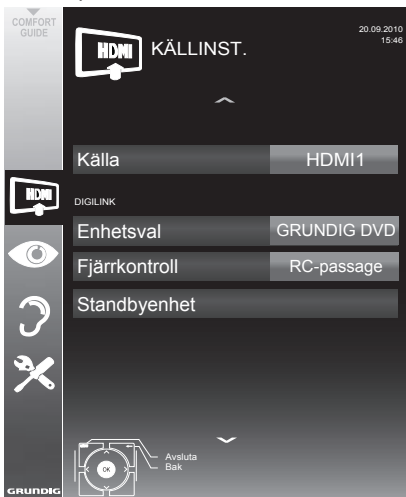 COMFORT
GUIDE
HDMI
KÄLLINST.
20.09.2010
15:46
Källa
HDMI1
HDMI
DIGILINK
Enhetsval
GRUNDIG DVD
Fjärrkontroll
RC-passage
Standbyenhet
Avsluta
Bak
OK
GRUNDIG